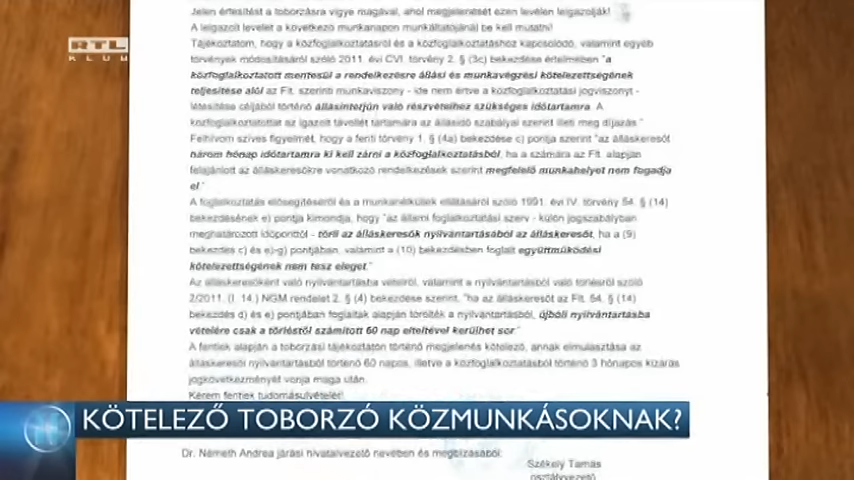 Jelen értesítést a toborzásra vigye magával, ahol megjelenését ezen levélen leigazolják!
A leigazolt levelet a következő munkanapon munkáltatójánál be kell mutatni!
RTL
KLUB
Tájékoztatom, hogy a közfoglalkoztatásról és a közfoglalkoztatáshoz kapcsolódó, valamint egyéb
törvények módosításáról szóló 2011. évi CVI. törvény 2. § (3c) bekezdése értelmében "a
közfoglalkoztatott mentesül a rendelkezésre állási és munkavégzési kötelezettségének
teljesítése alól az Flt. szerinti munkaviszony - ide nem értve a közfoglalkoztatási jogviszonyt -
létesítése céljából történő állásinterjún való részvételhez szükséges időtartamra. A
közfoglalkoztatottat az igazolt távollét tartamára az állásidő szabályai szerint illeti meg díjazás."
Felhívom szíves figyelmét, hogy a fenti törvény 1. § (4a) bekezdése c) pontja szerint "az álláskeresőt
három hónap időtartamra ki kell zárni a közfoglalkoztatásból, ha a számára az Flt. alapján
felajánlott az álláskeresőkre vonatkozó rendelkezések szerint megfelelő munkahelyet nem fogadja
el."
A foglalkoztatás elősegítéséről és a munkanélküliek ellátásáról szóló 1991. évi IV. törvény 54. § (14)
bekezdésének e) pontja kimondja, hogy "az állami foglalkoztatási szerv - külön jogszabályban
meghatározott időponttól - törli az álláskeresők nyilvántartásából az álláskeresőt, ha a (9)
bekezdés c) és e)-g) pontjában, valamint a (10) bekezdésben foglalt együttműködési
kötelezettségének nem tesz eleget."
Az álláskeresőként való nyilvántartásba vételről, valamint a nyilvántartásból való törlésről szóló
2/2011. (I. 14.) NGM rendelet 2. § (4) bekezdése szerint, "ha az álláskeresőt az Flt. 54. § (14)
bekezdés d) és e) pontjában foglaltak alapján törölték a nyilvántartásból, újbóli nyilvántartásba
vételére csak a törléstől számított 60 nap elteltével kerülhet sor."
A fentiek alapján a toborzási tájékoztatón történő megjelenés kötelező, annak elmulasztása az
álláskeresői nyilvántartásból történő 60 napos, illetve a közfoglalkoztatásból történő 3 hónapos kizárás
jogkövetkezményét vonja maga után.
Kérem fentiek tudomásulvételét!
KÖTELEZŐ TOBORZÓ KÖZMUNKÁSOKNAK?
Dr. Németh Andrea járási hivatalvezető nevében és megbízásából:
Székely Tamás
osztályvezető